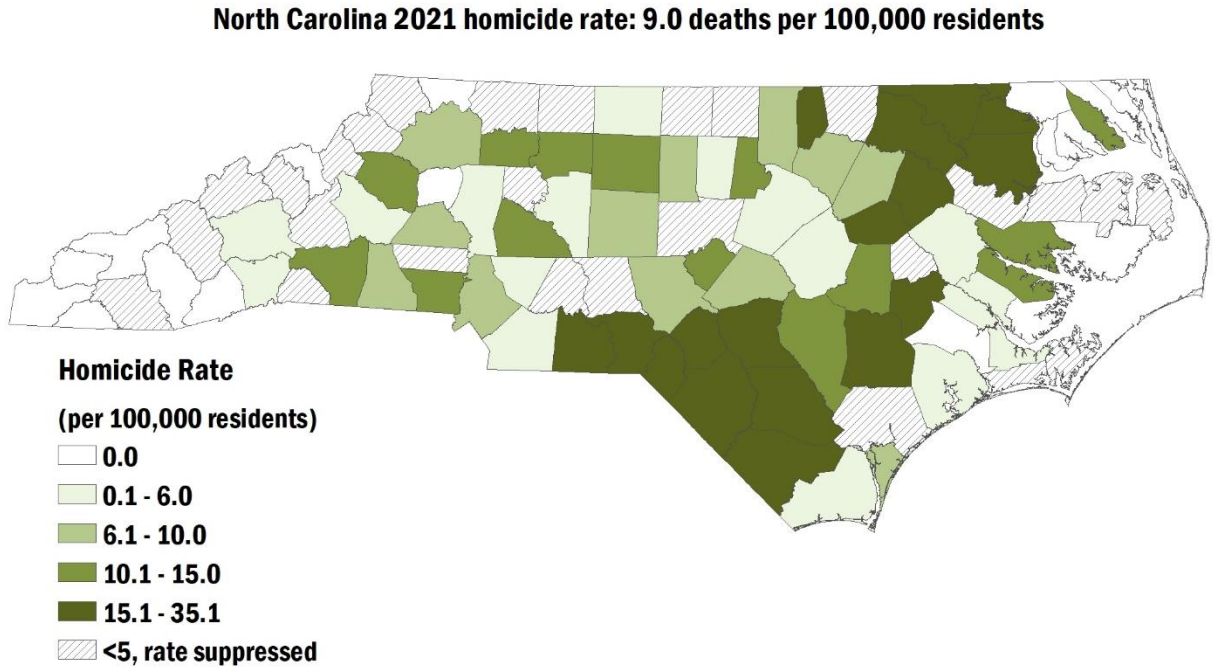 North Carolina 2021 homicide rate: 9.0 deaths per 100,000 residents
Homicide Rate
(per 100,000 residents)
0.0
0.1 - 6.0
6.1 - 10.0
10.1 - 15.0
15.1 - 35.1
<5, rate suppressed